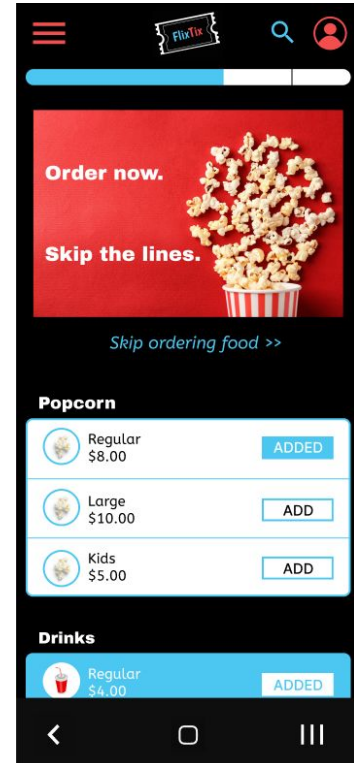 FlixTix
Order now.
Skip the lines.
Skip ordering food >>
Popcorn
Regular
$8.00
ADDED
Large
$10.00
ADD
Kids
$5.00
ADD
Drinks
Regular
$4.00
ADDED